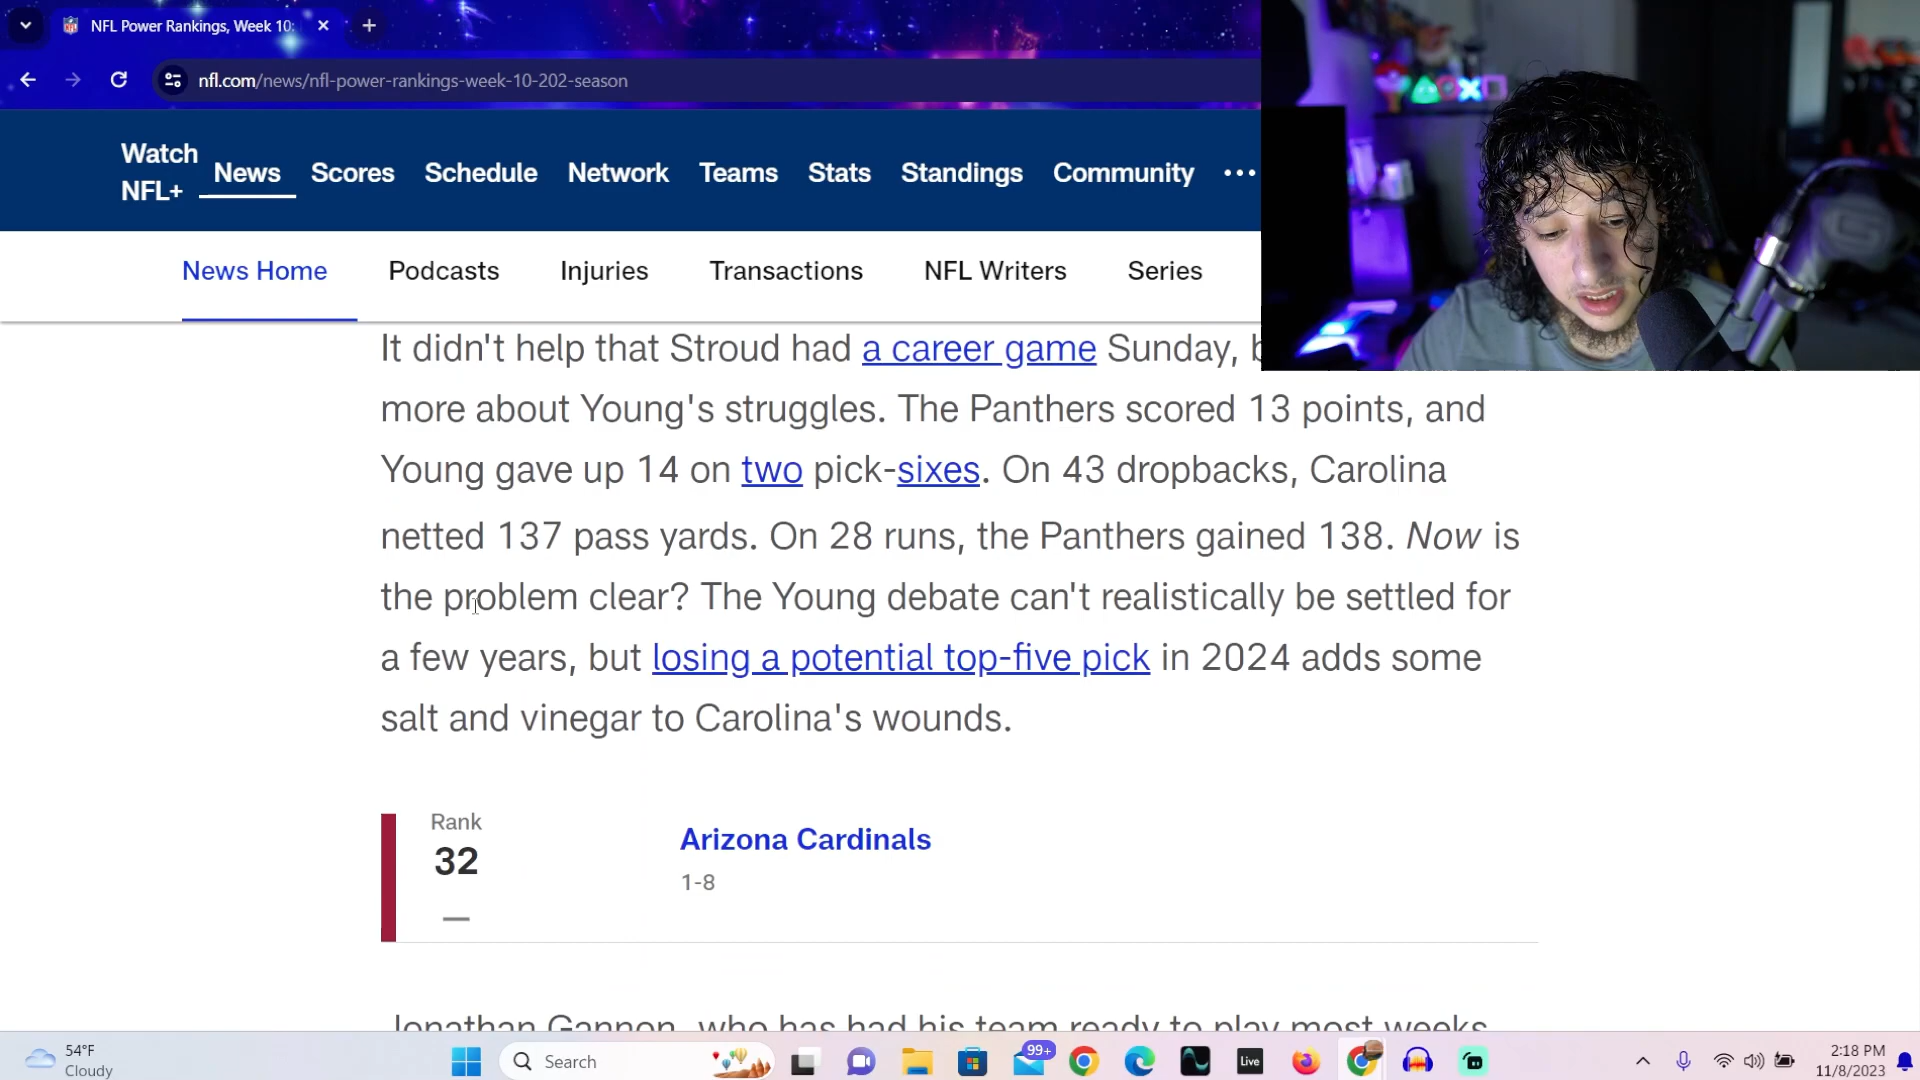 NFL Power Rankings, Week 10:
nfl.com/news/nfl-power-rankings-week-10-202-season
Watch NFL+ News Scores Schedule Network Teams Stats Standings Community
News Home Podcasts Injuries Transactions NFL Writers Series
It didn't help that Stroud had a career game Sunday,
more about Young's struggles. The Panthers scored 13 points, and
Young gave up 14 on two pick-sixes. On 43 dropbacks, Carolina
netted 137 pass yards. On 28 runs, the Panthers gained 138. Now is
the problem clear? The Young debate can't realistically be settled for
a few years, but losing a potential top-five pick in 2024 adds some
salt and vinegar to Carolina's wounds.
Rank
32
—
Arizona Cardinals
1-8
Jonathan Gannon, who has had his team ready to play most weeks
54°F
Cloudy
Search
99+
Live
2:18 PM
11/8/2023